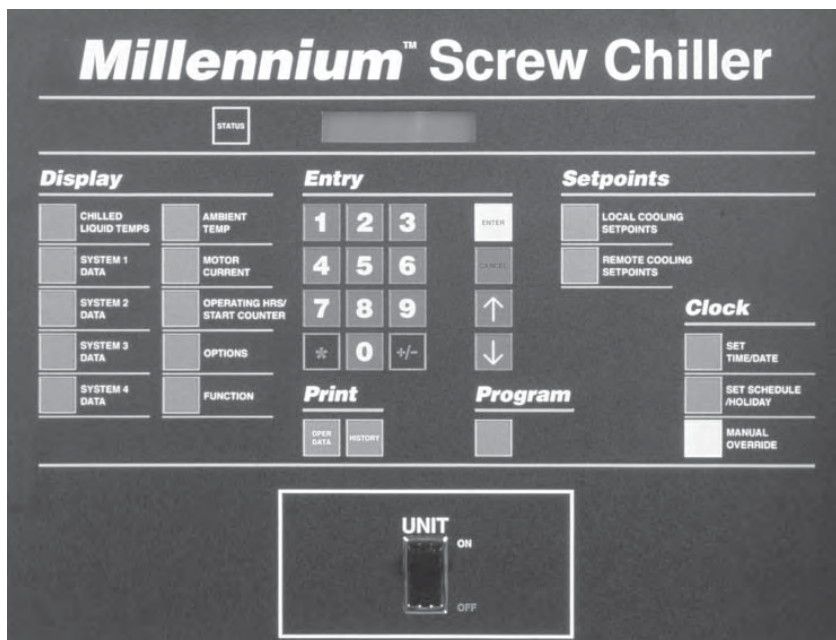 Millennium™ Screw Chiller
STATUS
Display
CHILLED
LIQUID TEMPS
SYSTEM 1
DATA
SYSTEM 2
DATA
SYSTEM 3
DATA
SYSTEM 4
DATA
AMBIENT
TEMP
MOTOR
CURRENT
OPERATING HRS/
START COUNTER
OPTIONS
FUNCTION
Entry
1 2 3
4 5 6
7 8 9
* 0 +/-
ENTER
CANCEL
↑
↓
Print
OPER
DATA
HISTORY
Program
Setpoints
LOCAL COOLING
SETPOINTS
REMOTE COOLING
SETPOINTS
Clock
SET
TIME/DATE
SET SCHEDULE
/HOLIDAY
MANUAL
OVERRIDE
UNIT
ON
OFF